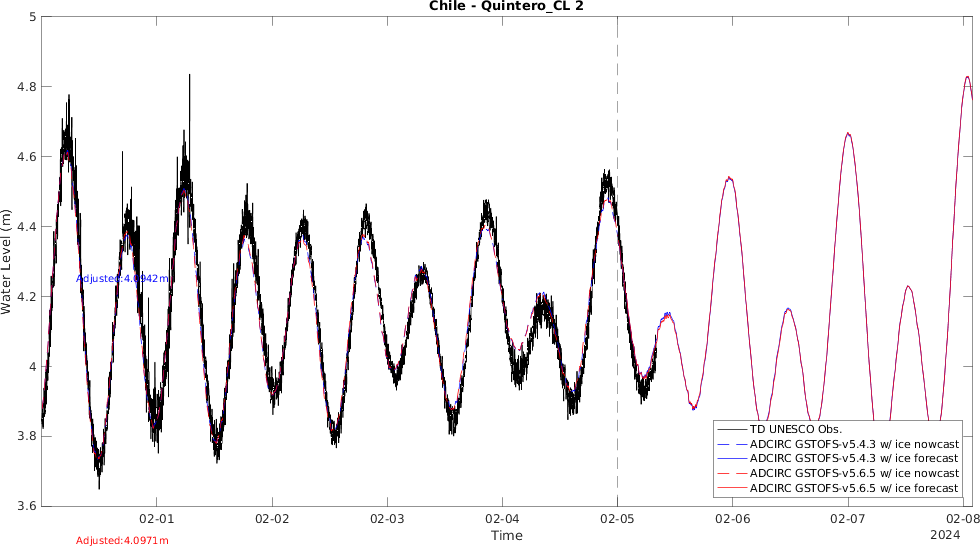 Chile - Quintero_CL 2
5
4.8
4.6
4.4
4.2
4
3.8
3.6
Water Level (m)
Adjusted:4.0942m
TD UNESCO Obs.
ADCIRC GSTOFS-v5.4.3 w/ ice nowcast
ADCIRC GSTOFS-v5.4.3 w/ ice forecast
ADCIRC GSTOFS-v5.6.5 w/ ice nowcast
ADCIRC GSTOFS-v5.6.5 w/ ice forecast
02-01 02-02 02-03 02-04 02-05 02-06 02-07 02-08
Time
2024
Adjusted:4.0971m